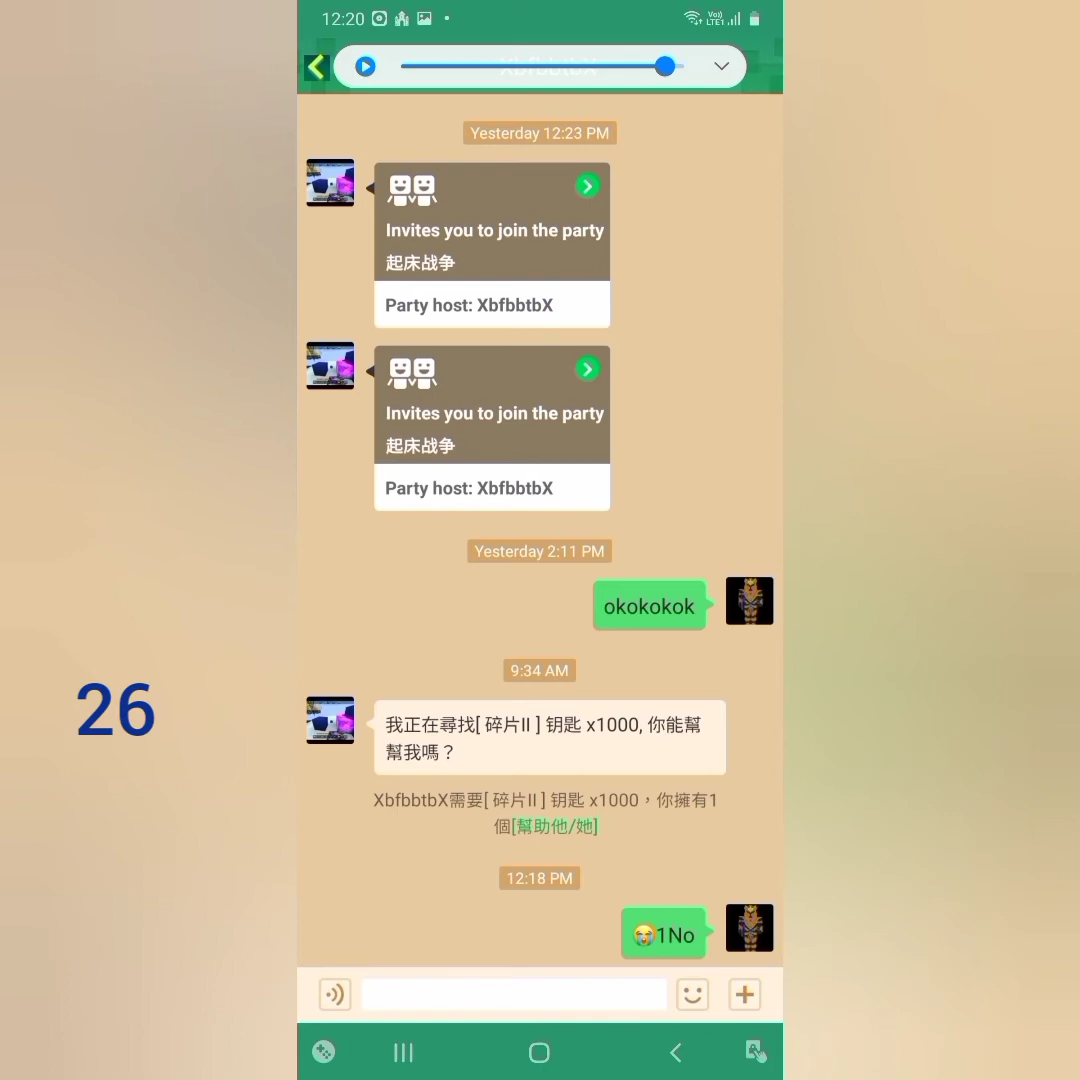 12:20
Vo)) LTE1
XbfbbtbX
Yesterday 12:23 PM
Invites you to join the party
起床战争
Party host: XbfbbtbX
Invites you to join the party
起床战争
Party host: XbfbbtbX
Yesterday 2:11 PM
okokokok
9:34 AM
我正在尋找[ 碎片II ] 钥匙 x1000, 你能幫
幫我嗎？
XbfbbtbX需要[ 碎片II ] 钥匙 x1000，你擁有1
個[幫助他/她]
12:18 PM
😭1No
26